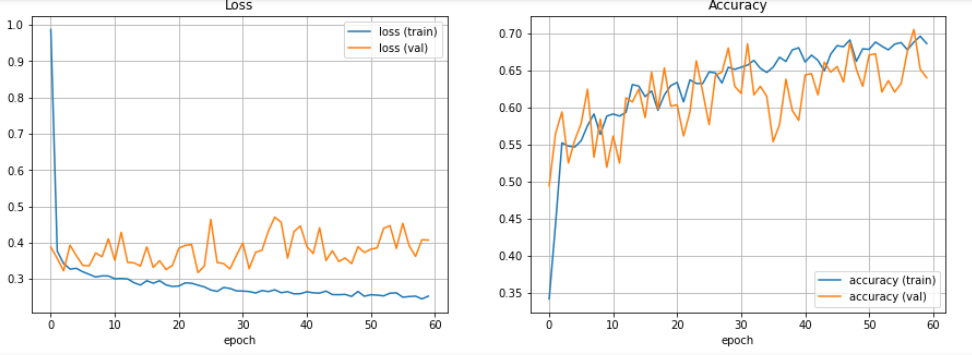 Loss
1.0
0.9
0.8
0.7
0.6
0.5
0.4
0.3
0 10 20 30 40 50 60
epoch
loss (train)
loss (val)
Accuracy
0.70
0.65
0.60
0.55
0.50
0.45
0.40
0.35
0 10 20 30 40 50 60
epoch
accuracy (train)
accuracy (val)